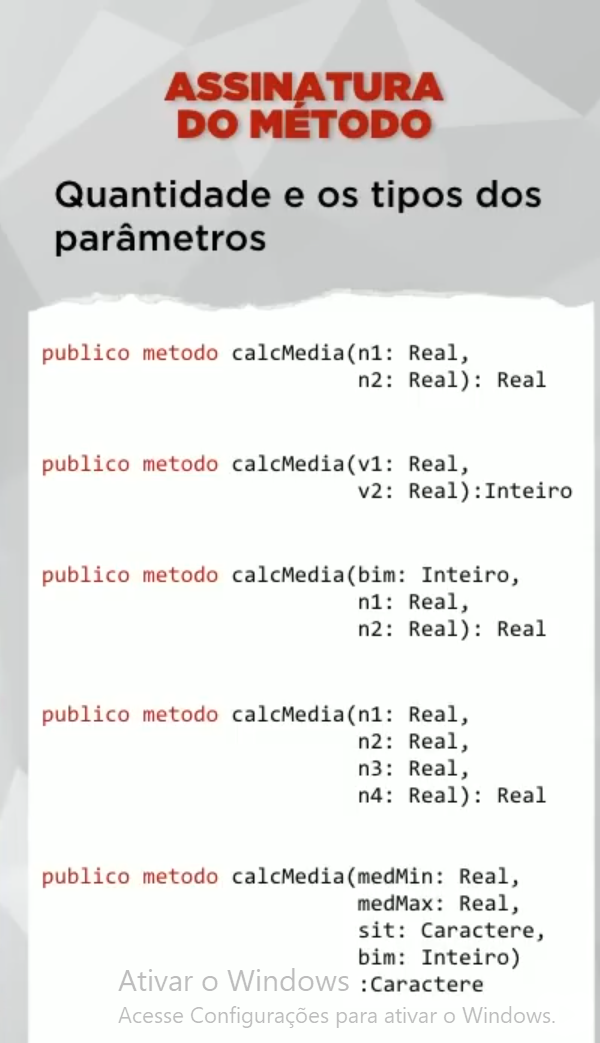 ASSINATURA
DO MÉTODO
Quantidade e os tipos dos
parâmetros
publico metodo calcMedia(n1: Real,
n2: Real): Real
publico metodo calcMedia(v1: Real,
v2: Real):Inteiro
publico metodo calcMedia(bim: Inteiro,
n1: Real,
n2: Real): Real
publico metodo calcMedia(n1: Real,
n2: Real,
n3: Real,
n4: Real): Real
publico metodo calcMedia(medMin: Real,
medMax: Real,
sit: Caractere,
bim: Inteiro)
:Caractere
Ativar o Windows
Acesse Configurações para ativar o Windows.